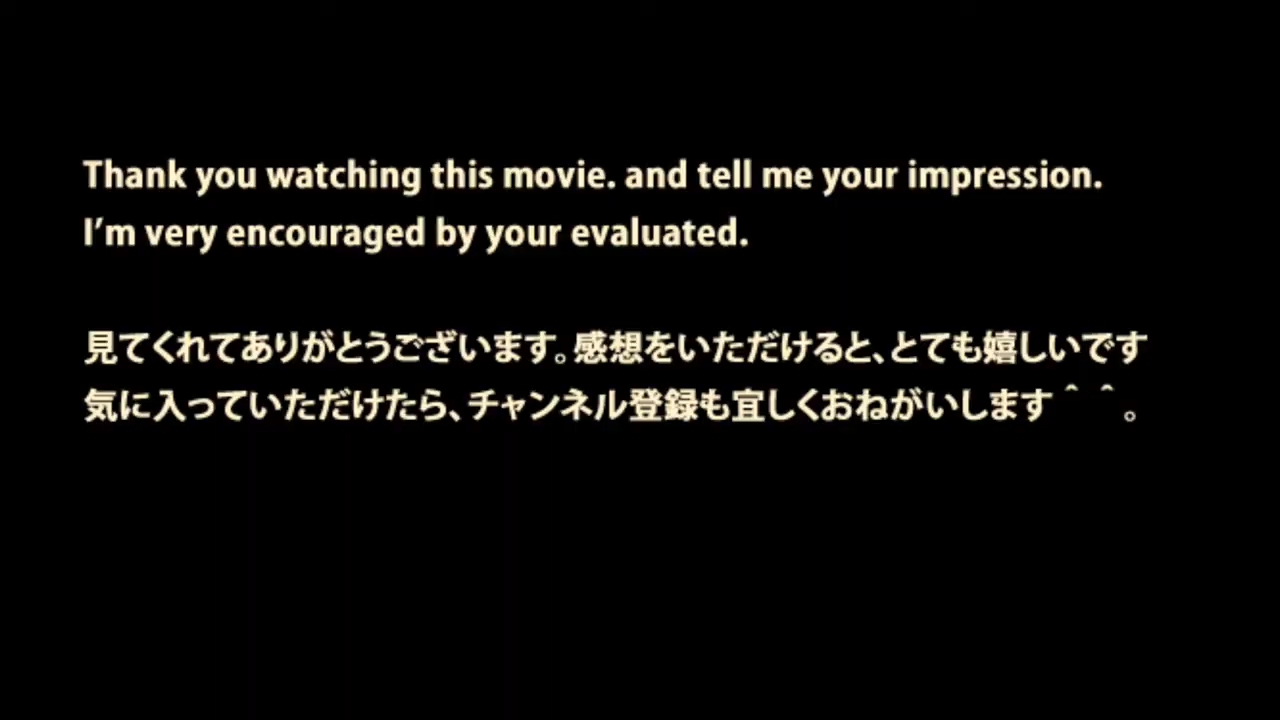 Thank you watching this movie. and tell me your impression.
I’m very encouraged by your evaluated.
見てくれてありがとうございます。感想をいただけると、とても嬉しいです
気に入っていただけたら、チャンネル登録も宜しくおねがいします＾＾。